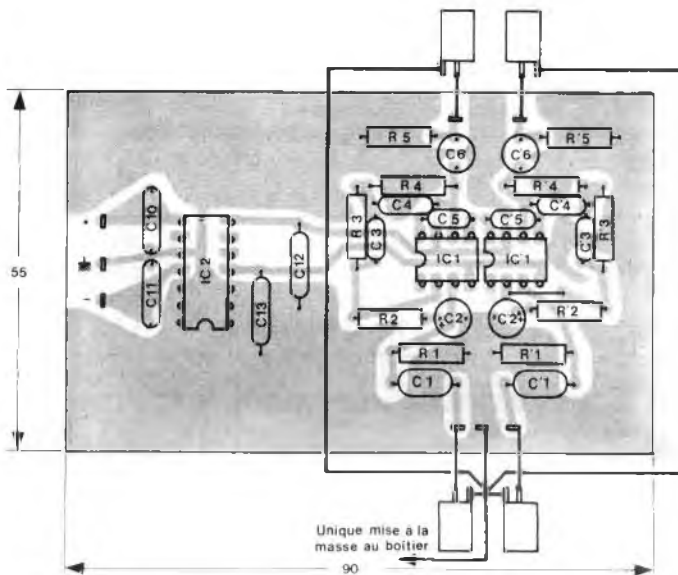 R 5
C6
C'6
R'5
R 4
R'4
C 4
C'4
R 3
C 3
C 5
C'5
C'3
R'3
C10
+
IC 2
IC 1
IC'1
55
C12
C11
-
C13
R2
C2
C'2
R'2
R 1
R'1
C 1
C'1
Unique mise à la
masse au boîtier
90